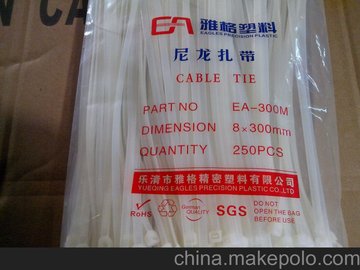 EA 雅格塑料
EAGLES PRECISION PLASTIC
尼龙扎带
CABLE TIE
PART NO EA-300M
DIMENSION 8×300mm
QUANTITY 250PCS
乐清市雅格精密塑料有限公司
YUEQING EAGLES PRECISION PLASTIC CO.,LTD
RoHS
German QUALITY
SGS
DO NOT
OPEN THE BAG
BEFORE USE
china.makepolo.com